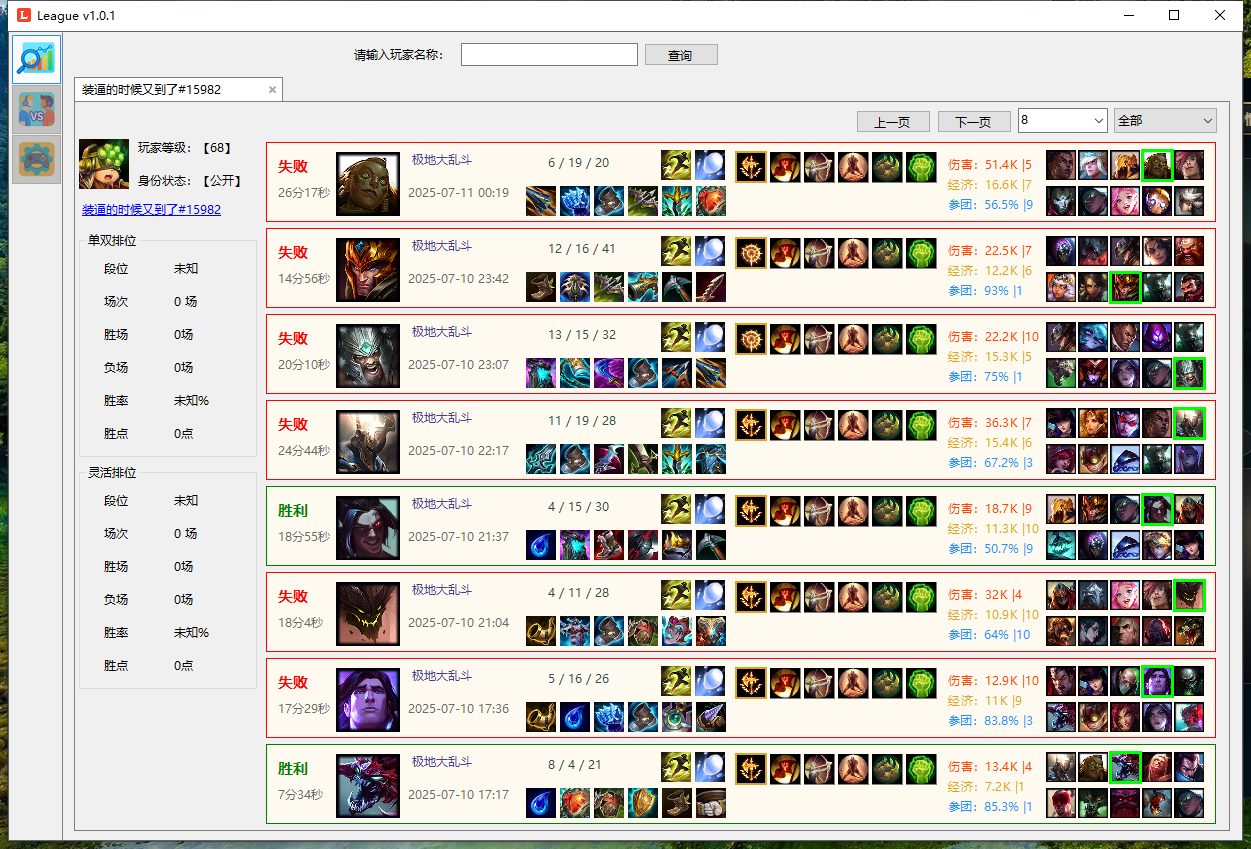 League v1.0.1
请输入玩家名称:
查询
装逼的时候又到了#15982
上一页
下一页
8
全部
玩家等级: 【68】
身份状态: 【公开】
装逼的时候又到了#15982
单双排位
段位 未知
场次 0 场
胜场 0场
负场 0场
胜率 未知%
胜点 0点
灵活排位
段位 未知
场次 0 场
胜场 0场
负场 0场
胜率 未知%
胜点 0点
失败
26分17秒
极地大乱斗
2025-07-11 00:19
6 / 19 / 20
伤害: 51.4K |5
经济: 16.6K |7
参团: 56.5% |9
失败
14分56秒
极地大乱斗
2025-07-10 23:42
12 / 16 / 41
伤害: 22.5K |7
经济: 12.2K |6
参团: 93% |1
失败
20分10秒
极地大乱斗
2025-07-10 23:07
13 / 15 / 32
伤害: 22.2K |10
经济: 15.3K |5
参团: 75% |1
失败
24分44秒
极地大乱斗
2025-07-10 22:17
11 / 19 / 28
伤害: 36.3K |7
经济: 15.4K |6
参团: 67.2% |3
胜利
18分55秒
极地大乱斗
2025-07-10 21:37
4 / 15 / 30
伤害: 18.7K |9
经济: 11.3K |10
参团: 50.7% |9
失败
18分4秒
极地大乱斗
2025-07-10 21:04
4 / 11 / 28
伤害: 32K |4
经济: 10.9K |10
参团: 64% |10
失败
17分29秒
极地大乱斗
2025-07-10 17:36
5 / 16 / 26
伤害: 12.9K |10
经济: 11K |9
参团: 83.8% |3
胜利
7分34秒
极地大乱斗
2025-07-10 17:17
8 / 4 / 21
伤害: 13.4K |4
经济: 7.2K |1
参团: 85.3% |1
VS